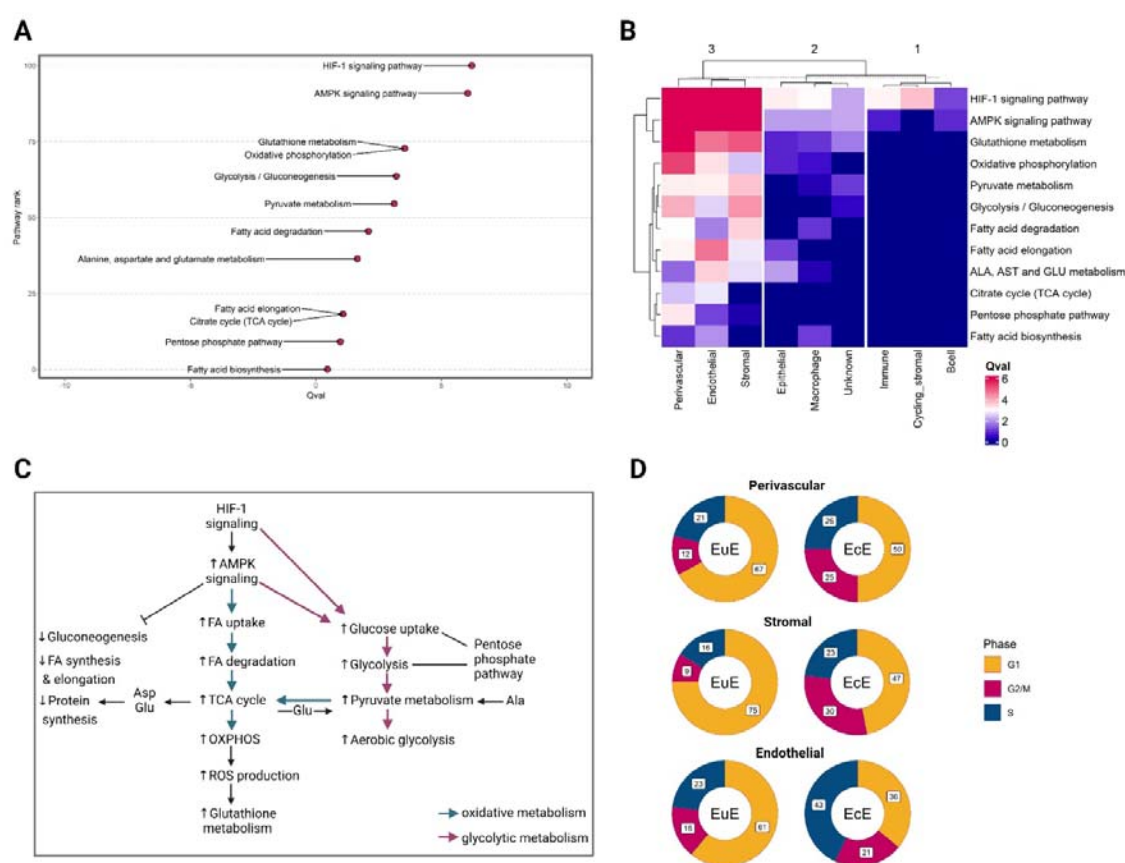 A
Pathway rank
100
75
50
25
0
HIF-1 signaling pathway
AMPK signaling pathway
Glutathione metabolism
Oxidative phosphorylation
Glycolysis / Gluconeogenesis
Pyruvate metabolism
Fatty acid degradation
Alanine, aspartate and glutamate metabolism
Fatty acid elongation
Citrate cycle (TCA cycle)
Pentose phosphate pathway
Fatty acid biosynthesis
-10
-5
0
5
10
Qval
B
3
2
1
HIF-1 signaling pathway
AMPK signaling pathway
Glutathione metabolism
Oxidative phosphorylation
Pyruvate metabolism
Glycolysis / Gluconeogenesis
Fatty acid degradation
Fatty acid elongation
ALA, AST and GLU metabolism
Citrate cycle (TCA cycle)
Pentose phosphate pathway
Fatty acid biosynthesis
Perivascular
Endothelial
Stromal
Epithelial
Macrophage
Unknown
Immune
Cycling_stromal
Bcell
Qval
6
4
2
0
C
HIF-1
signaling
↑AMPK
signaling
↓Gluconeogenesis
↓FA synthesis
& elongation
↓Protein
synthesis
Asp
Glu
↑FA uptake
↑FA degradation
↑TCA cycle
↑OXPHOS
↑ROS production
↑Glutathione
metabolism
Glu
↑Glucose uptake
↑Glycolysis
↑Pyruvate metabolism
↑Aerobic glycolysis
Pentose
phosphate
pathway
Ala
oxidative metabolism
glycolytic metabolism
D
Perivascular
21
12
67
EuE
26
25
50
EcE
Stromal
16
9
75
EuE
23
30
47
EcE
Endothelial
23
61
EuE
36
21
EcE
Phase
G1
G2/M
S